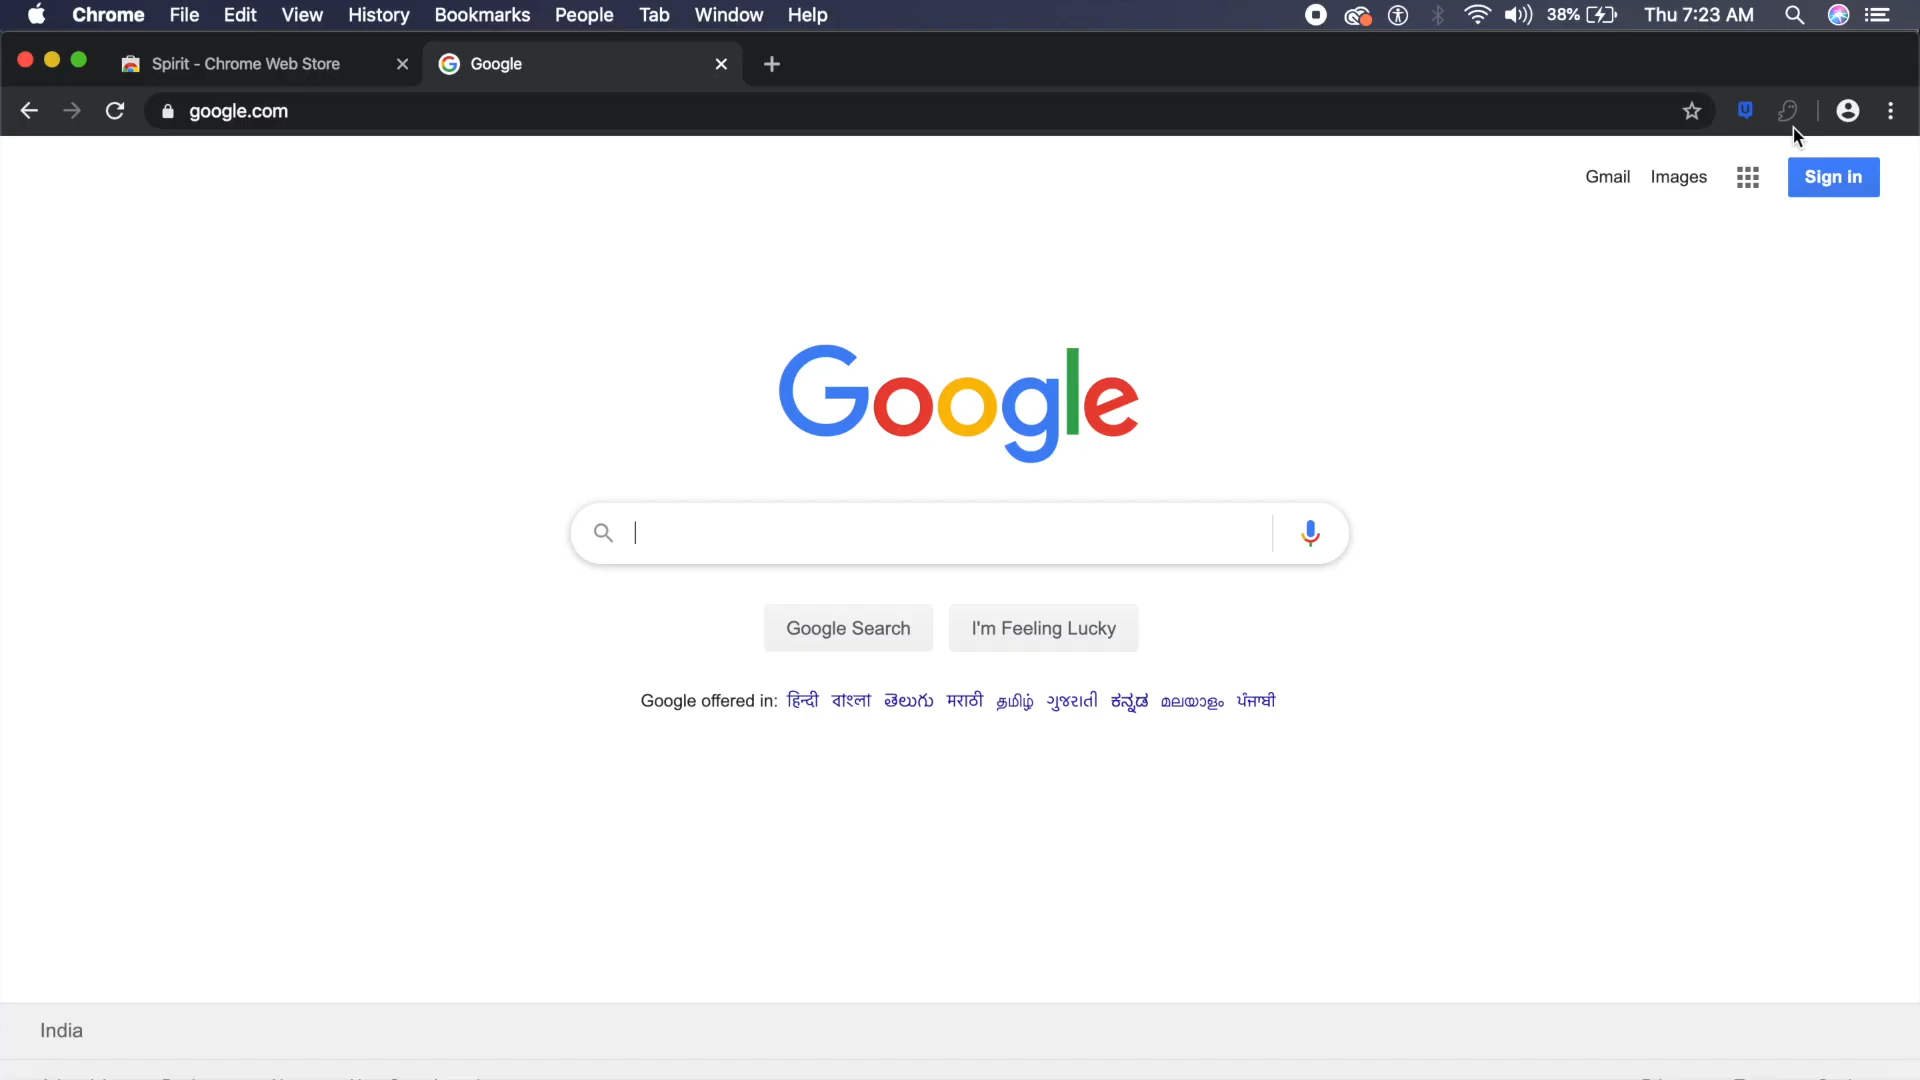 Chrome File Edit View History Bookmarks People Tab Window Help 38% Thu 7:23 AM
Spirit - Chrome Web Store Google
google.com
Gmail Images Sign in
Google
Google Search I'm Feeling Lucky
Google offered in: हिन्दी বাংলা తెలుగు मराठी தமிழ் ગુજરાતી ಕನ್ನಡ മലയാളം ਪੰਜਾਬੀ
India